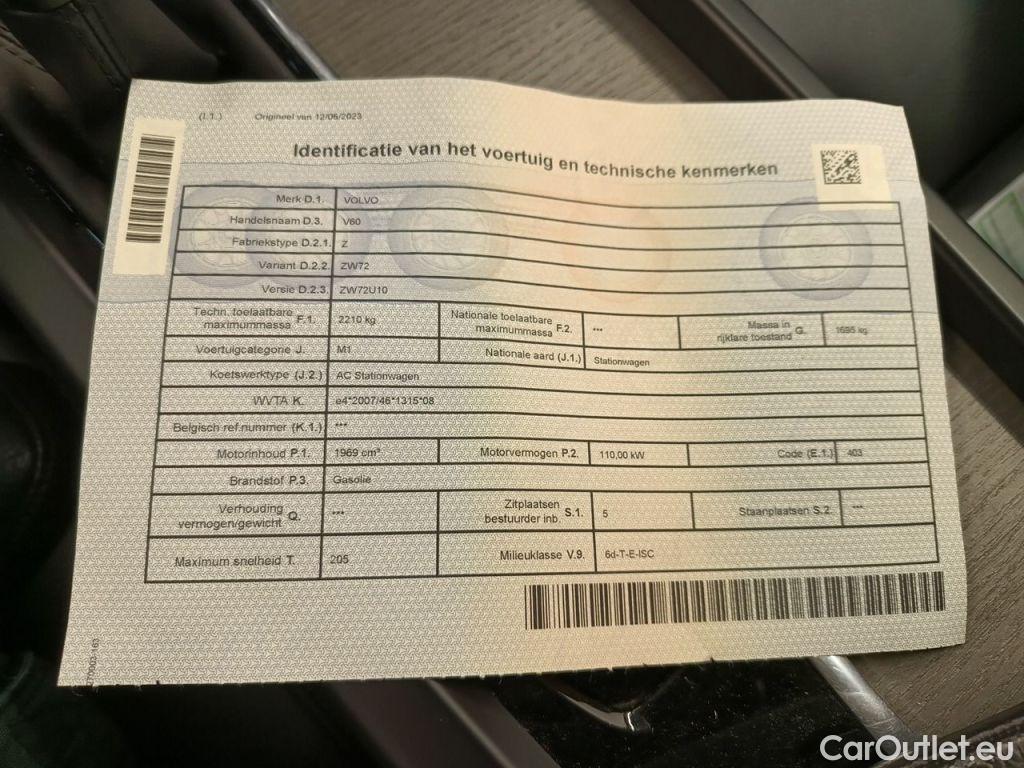 (I.1.) Origineel van 12/06/2023
Identificatie van het voertuig en technische kenmerken
Merk D.1. VOLVO
Handelsnaam D.3. V60
Fabriekstype D.2.1. Z
Variant D.2.2. ZW72
Versie D.2.3. ZW72U10
Techn. toelaatbare maximummassa F.1. 2210 kg Nationale toelaatbare maximummassa F.2. *** Massa in rijklare toestand G. 1695 kg
Voertuigcategorie J. M1 Nationale aard (J.1.) Stationwagen
Koetswerktype (J.2.) AC Stationwagen
WVTA K. e4*2007/46*1315*08
Belgisch ref.nummer (K.1.) ***
Motorinhoud P.1. 1969 cm³ Motorvermogen P.2. 110,00 kW Code (E.1.) 403
Brandstof P.3. Gasolie
Verhouding vermogen/gewicht Q. *** Zitplaatsen bestuurder inb. S.1. 5 Staanplaatsen S.2. ***
Maximum snelheid T. 205 Milieuklasse V.9. 6d-T-E-ISC
CarOutlet.eu